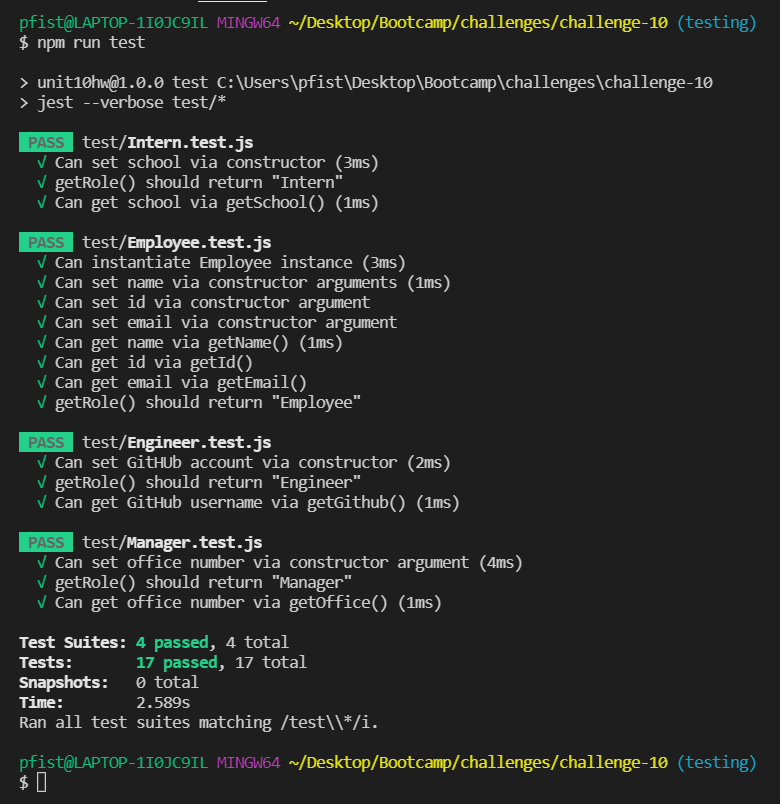 pfist@LAPTOP-1I0JC9IL MINGW64 ~/Desktop/Bootcamp/challenges/challenge-10 (testing)
$ npm run test
> unit10hw@1.0.0 test C:\Users\pfist\Desktop\Bootcamp\challenges\challenge-10
> jest --verbose test/*
PASS test/Intern.test.js
√ Can set school via constructor (3ms)
√ getRole() should return "Intern"
√ Can get school via getSchool() (1ms)
PASS test/Employee.test.js
√ Can instantiate Employee instance (3ms)
√ Can set name via constructor arguments (1ms)
√ Can set id via constructor argument
√ Can set email via constructor argument
√ Can get name via getName() (1ms)
√ Can get id via getId()
√ Can get email via getEmail()
√ getRole() should return "Employee"
PASS test/Engineer.test.js
√ Can set GitHUb account via constructor (2ms)
√ getRole() should return "Engineer"
√ Can get GitHub username via getGithub() (1ms)
PASS test/Manager.test.js
√ Can set office number via constructor argument (4ms)
√ getRole() should return "Manager"
√ Can get office number via getOffice() (1ms)
Test Suites: 4 passed, 4 total
Tests: 17 passed, 17 total
Snapshots: 0 total
Time: 2.589s
Ran all test suites matching /test\\*/i.
pfist@LAPTOP-1I0JC9IL MINGW64 ~/Desktop/Bootcamp/challenges/challenge-10 (testing)
$